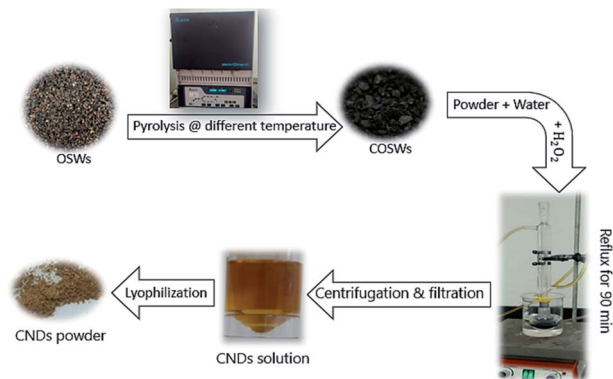 OSWs
Pyrolysis @ different temperature
COSWs
Powder + Water
+ H₂O₂
Reflux for 90 min
Centrifugation & filtration
CNDs solution
Lyophilization
CNDs powder